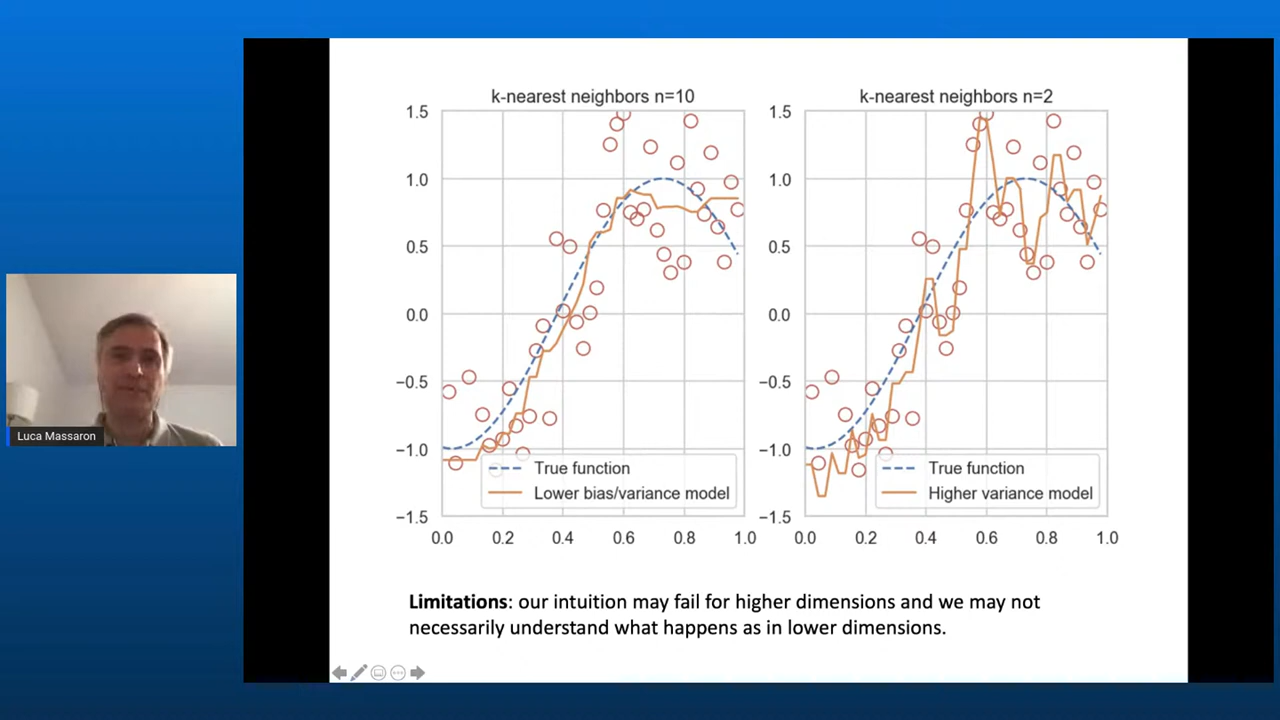 k-nearest neighbors n=10
1.5
1.0
0.5
0.0
−0.5
−1.0
−1.5
0.0 0.2 0.4 0.6 0.8 1.0
True function
Lower bias/variance model
k-nearest neighbors n=2
1.5
1.0
0.5
0.0
−0.5
−1.0
−1.5
0.0 0.2 0.4 0.6 0.8 1.0
True function
Higher variance model
Limitations: our intuition may fail for higher dimensions and we may not
necessarily understand what happens as in lower dimensions.
Luca Massaron